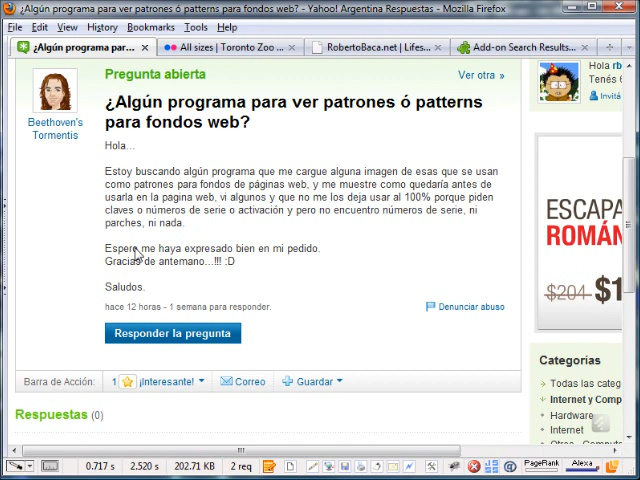 ¿Algún programa para ver patrones ó patterns para fondos web? - Yahoo! Argentina Respuestas - Mozilla Firefox
File Edit View History Bookmarks Tools Help
¿Algún programa par... All sizes | Toronto Zoo ... RobertoBaca.net | Lifes... Add-on Search Results...
Pregunta abierta Ver otra »
Beethoven's
Tormentis
¿Algún programa para ver patrones ó patterns
para fondos web?
Hola...
Estoy buscando algún programa que me cargue alguna imagen de esas que se usan
como patrones para fondos de páginas web, y me muestre como quedaría antes de
usarla en la pagina web, vi algunos y que no me los deja usar al 100% porque piden
claves o números de serie o activación y pero no encuentro números de serie, ni
parches, ni nada.
Espero me haya expresado bien en mi pedido.
Gracias de antemano...!!! :D
Saludos.
hace 12 horas - 1 semana para responder. Denunciar abuso
Responder la pregunta
Barra de Acción: 1 ¡Interesante! Correo Guardar
Respuestas (0)
Hola
Tenés 6
Invitá
ESCAPA
ROMÁN
$204 $1
Categorías
Todas las categ
Internet y Comp
Hardware
Internet
0.717 s 2.520 s 202.71 KB 2 req PageRank Alexa